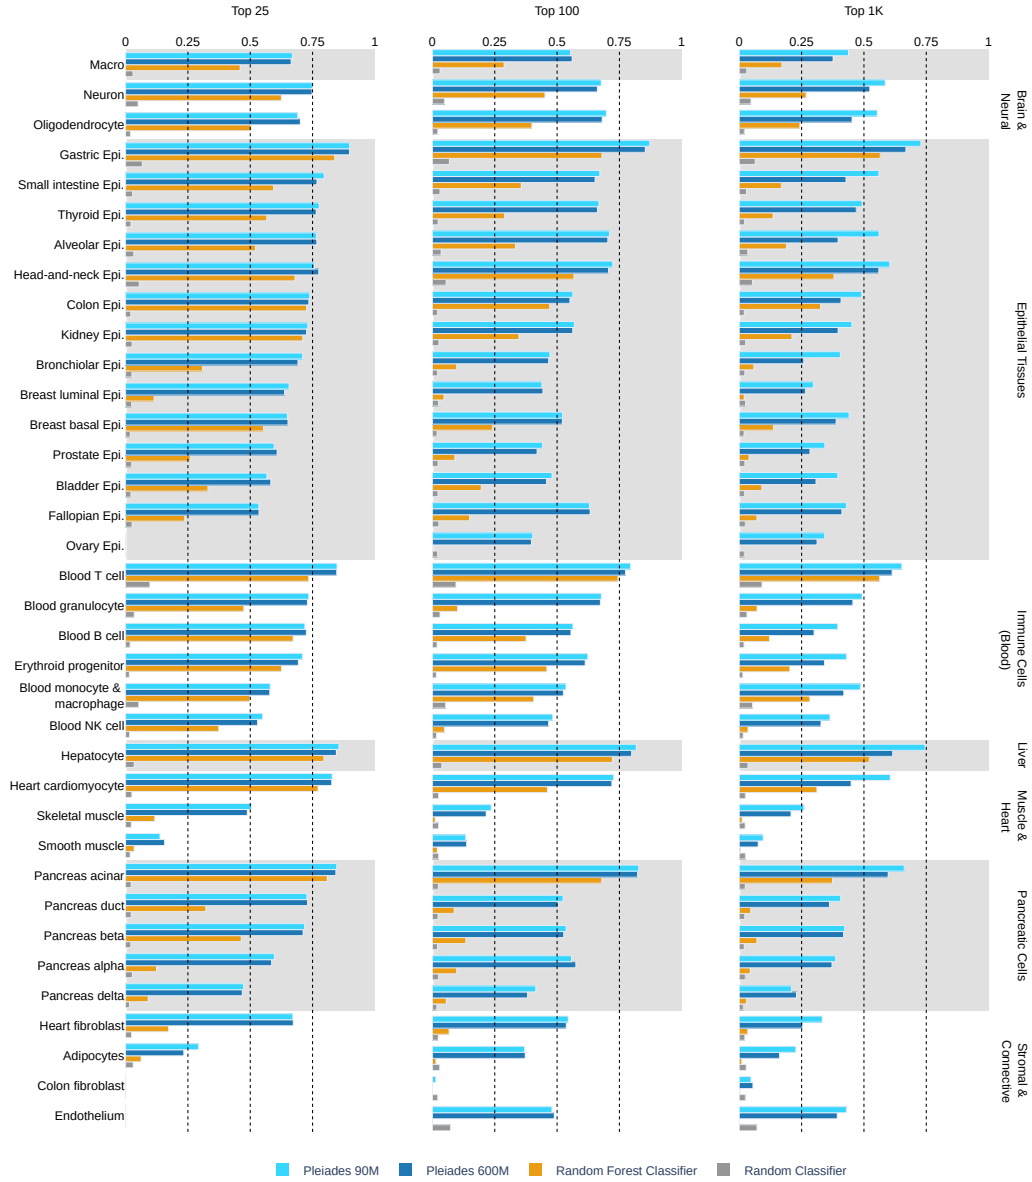 Top 25 Top 100 Top 1K
0 0.25 0.5 0.75 1 0 0.25 0.5 0.75 1 0 0.25 0.5 0.75 1
Macro
Neuron
Oligodendrocyte
Brain &
Neural
Gastric Epi.
Small intestine Epi.
Thyroid Epi.
Alveolar Epi.
Head-and-neck Epi.
Colon Epi.
Kidney Epi.
Bronchiolar Epi.
Breast luminal Epi.
Breast basal Epi.
Prostate Epi.
Bladder Epi.
Fallopian Epi.
Ovary Epi.
Epithelial Tissues
Blood T cell
Blood granulocyte
Blood B cell
Erythroid progenitor
Blood monocyte &
macrophage
Blood NK cell
Immune Cells
(Blood)
Hepatocyte
Liver
Heart cardiomyocyte
Skeletal muscle
Smooth muscle
Muscle &
Heart
Pancreas acinar
Pancreas duct
Pancreas beta
Pancreas alpha
Pancreas delta
Pancreatic Cells
Heart fibroblast
Adipocytes
Colon fibroblast
Endothelium
Stromal &
Connective
Pleiades 90M Pleiades 600M Random Forest Classifier Random Classifier